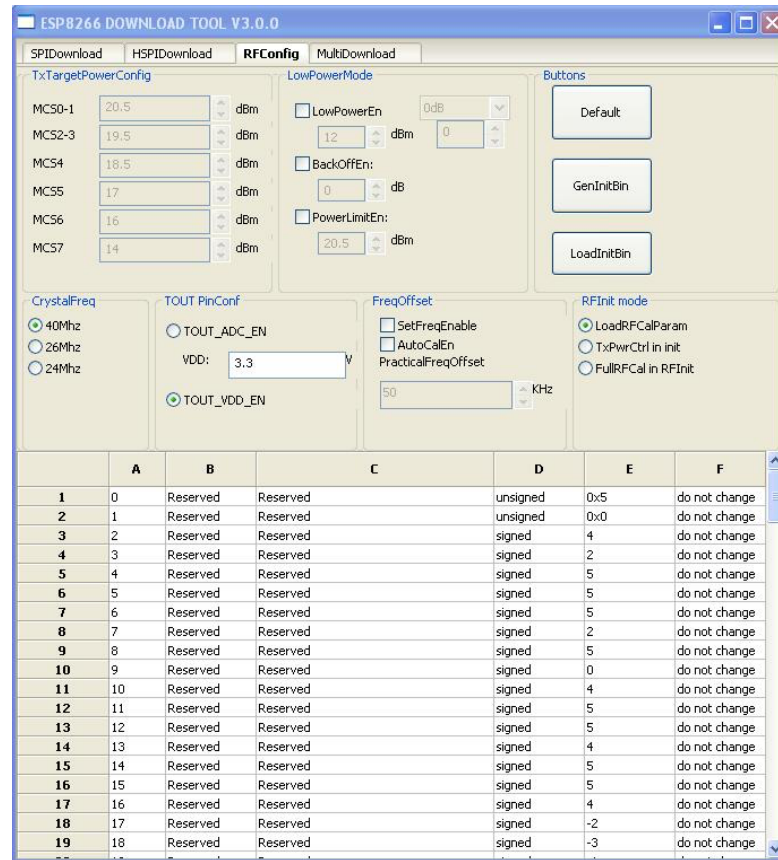 ESP8266 DOWNLOAD TOOL V3.0.0
SPIDownload HSPIDownload RFConfig MultiDownload
TxTargetPowerConfig
MCS0-1 20.5 dBm
MCS2-3 19.5 dBm
MCS4 18.5 dBm
MCS5 17 dBm
MCS6 16 dBm
MCS7 14 dBm
LowPowerMode
LowPowerEn 0dB
12 dBm 0
BackOffEn:
0 dB
PowerLimitEn:
20.5 dBm
Buttons
Default
GenInitBin
LoadInitBin
CrystalFreq
40Mhz
26Mhz
24Mhz
TOUT PinConf
TOUT_ADC_EN
VDD: 3.3 V
TOUT_VDD_EN
FreqOffset
SetFreqEnable
AutoCalEn
PracticalFreqOffset
50 KHz
RFInit mode
LoadRFCalParam
TxPwrCtrl in init
FullRFCal in RFInit
A B C D E F
1 0 Reserved Reserved unsigned 0x5 do not change
2 1 Reserved Reserved unsigned 0x0 do not change
3 2 Reserved Reserved signed 4 do not change
4 3 Reserved Reserved signed 2 do not change
5 4 Reserved Reserved signed 5 do not change
6 5 Reserved Reserved signed 5 do not change
7 6 Reserved Reserved signed 5 do not change
8 7 Reserved Reserved signed 2 do not change
9 8 Reserved Reserved signed 5 do not change
10 9 Reserved Reserved signed 0 do not change
11 10 Reserved Reserved signed 4 do not change
12 11 Reserved Reserved signed 5 do not change
13 12 Reserved Reserved signed 5 do not change
14 13 Reserved Reserved signed 4 do not change
15 14 Reserved Reserved signed 5 do not change
16 15 Reserved Reserved signed 5 do not change
17 16 Reserved Reserved signed 4 do not change
18 17 Reserved Reserved signed -2 do not change
19 18 Reserved Reserved signed -3 do not change